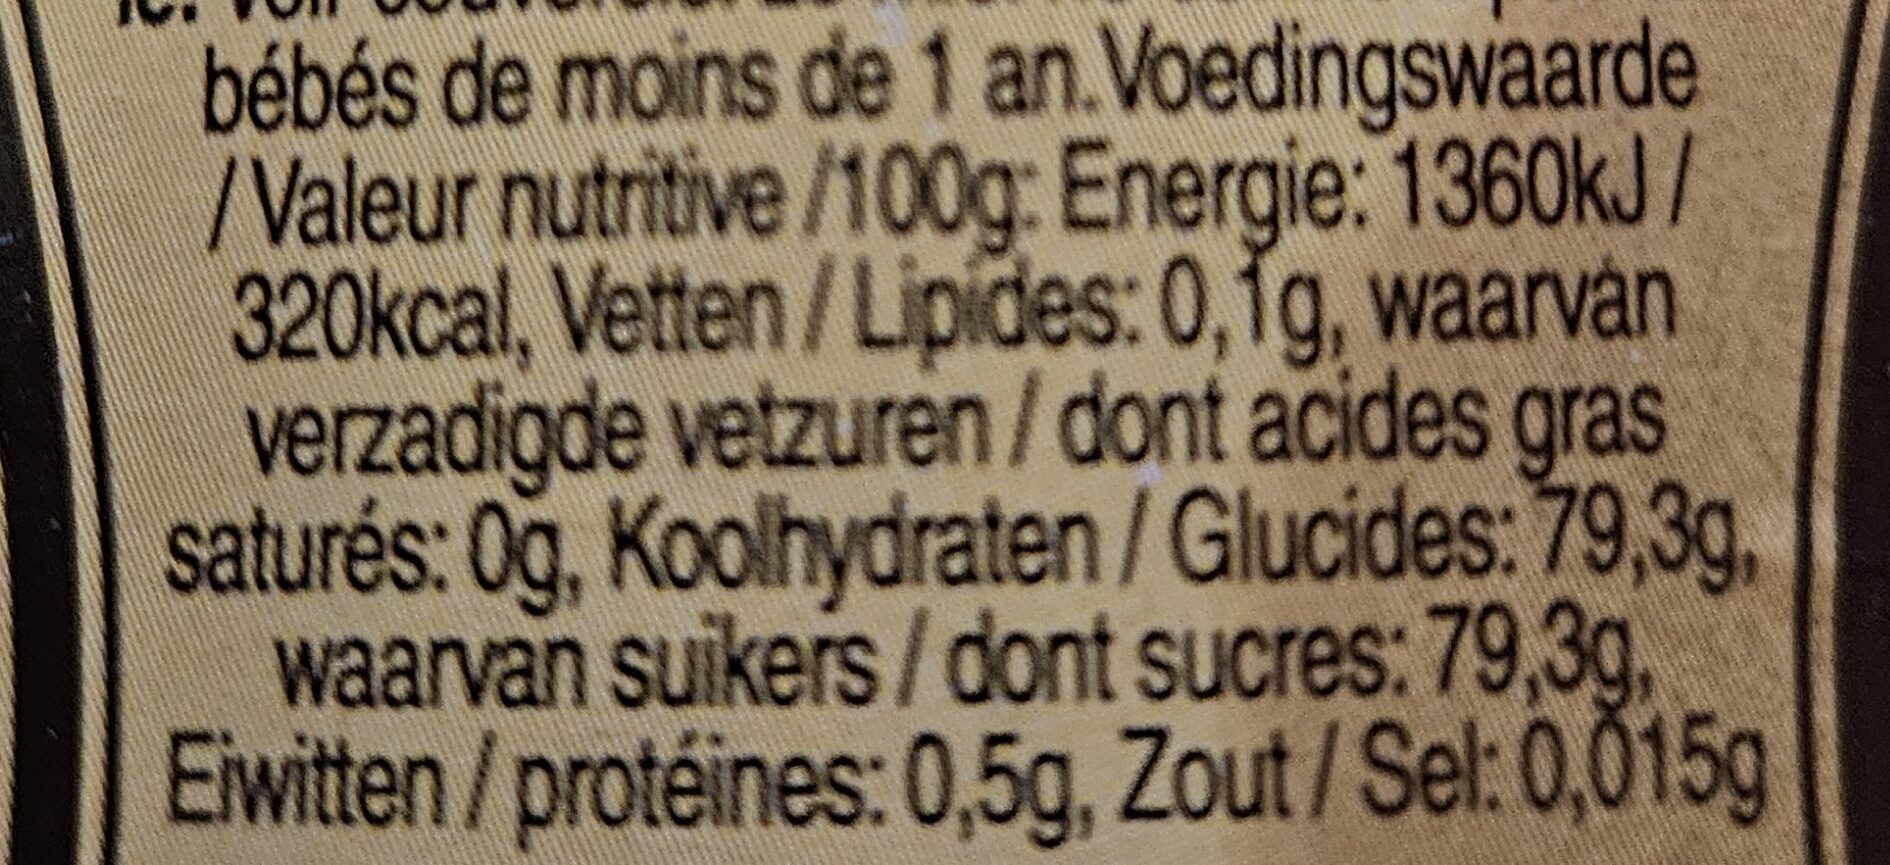 bébés de moins de 1 an.Voedingswaarde
/ Valeur nutritive /100g: Energie: 1360kJ /
320kcal, Vetten / Lipides: 0,1g, waarvan
verzadigde vetzuren / dont acides gras
saturés: 0g, Koolhydraten / Glucides: 79,3g,
waarvan suikers / dont sucres: 79,3g,
Eiwitten / protéines: 0,5g, Zout / Sel: 0,015g